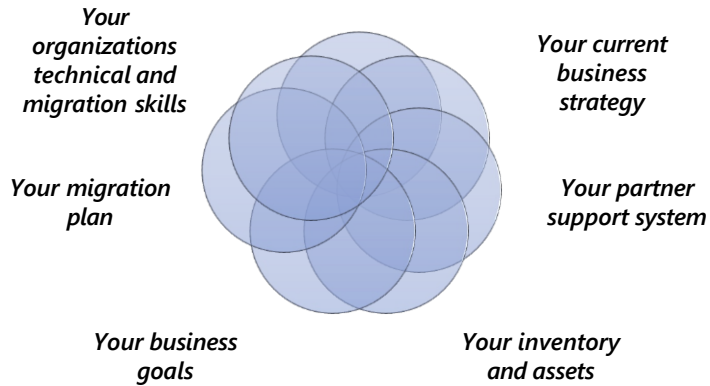 Your
organizations
technical and
migration skills
Your current
business
strategy
Your migration
plan
Your partner
support system
Your business
goals
Your inventory
and assets